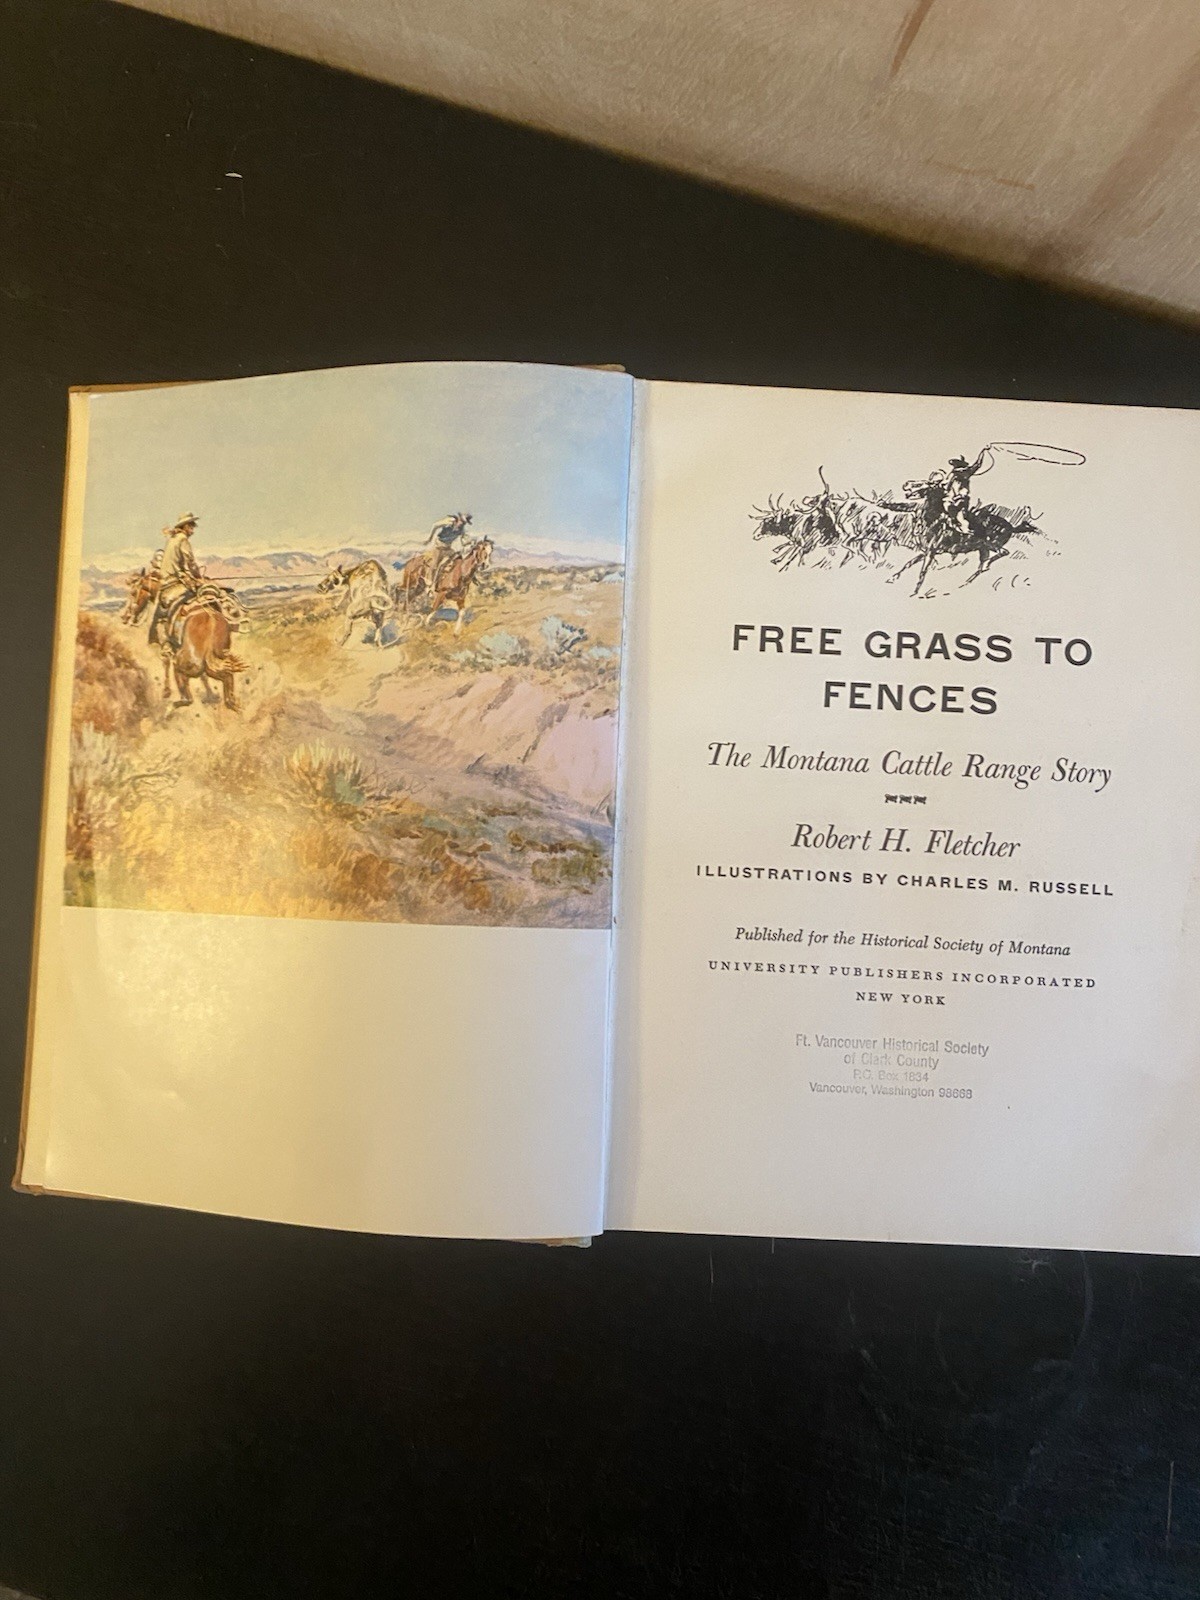 FREE GRASS TO
FENCES
The Montana Cattle Range Story
Robert H. Fletcher
ILLUSTRATIONS BY CHARLES M. RUSSELL
Published for the Historical Society of Montana
UNIVERSITY PUBLISHERS INCORPORATED
NEW YORK
Ft. Vancouver Historical Society
of Clark County
P.O. Box 1834
Vancouver, Washington 98668